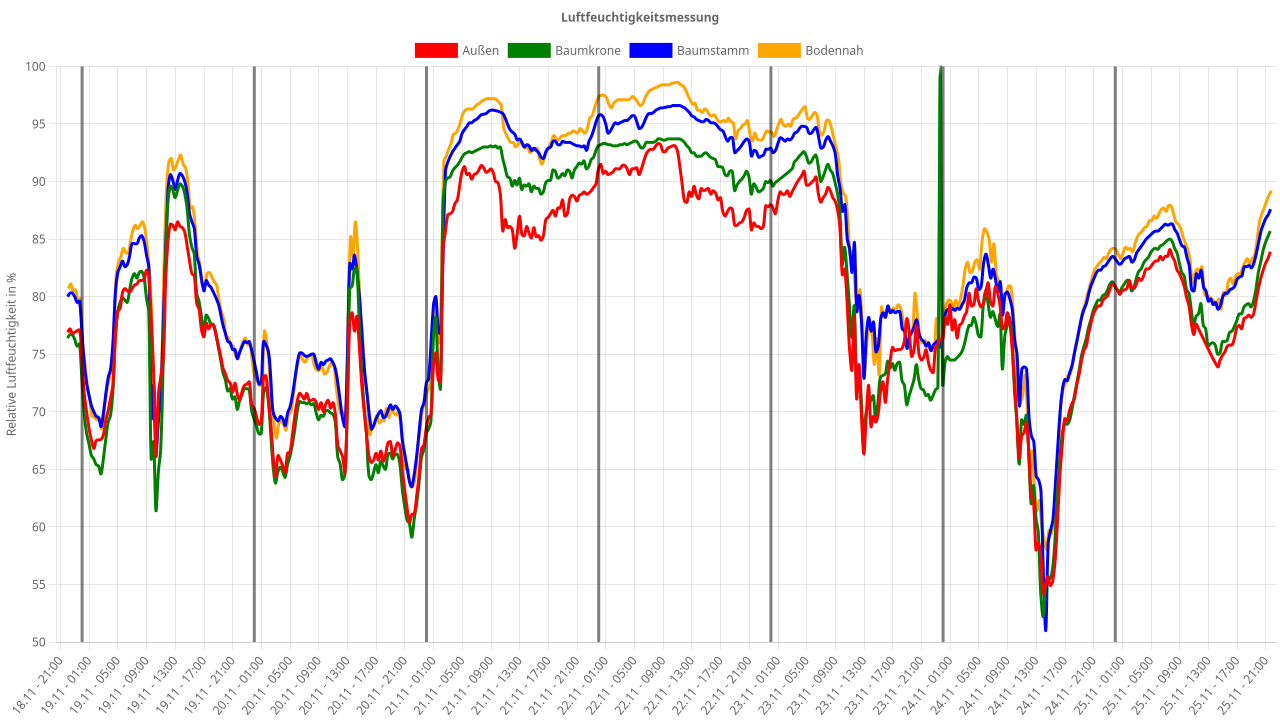 Luftfeuchtigkeitsmessung
Außen Baumkrone Baumstamm Bodennah
Relative Luftfeuchtigkeit in %
100
95
90
85
80
75
70
65
60
55
50
18.11 - 21:00
19.11 - 01:00
19.11 - 05:00
19.11 - 09:00
19.11 - 13:00
19.11 - 17:00
19.11 - 21:00
20.11 - 01:00
20.11 - 05:00
20.11 - 09:00
20.11 - 13:00
20.11 - 17:00
20.11 - 21:00
21.11 - 01:00
21.11 - 05:00
21.11 - 09:00
21.11 - 13:00
21.11 - 17:00
21.11 - 21:00
22.11 - 01:00
22.11 - 05:00
22.11 - 09:00
22.11 - 13:00
22.11 - 17:00
22.11 - 21:00
23.11 - 01:00
23.11 - 05:00
23.11 - 09:00
23.11 - 13:00
23.11 - 17:00
23.11 - 21:00
24.11 - 01:00
24.11 - 05:00
24.11 - 09:00
24.11 - 13:00
24.11 - 17:00
24.11 - 21:00
25.11 - 01:00
25.11 - 05:00
25.11 - 09:00
25.11 - 13:00
25.11 - 17:00
25.11 - 21:00